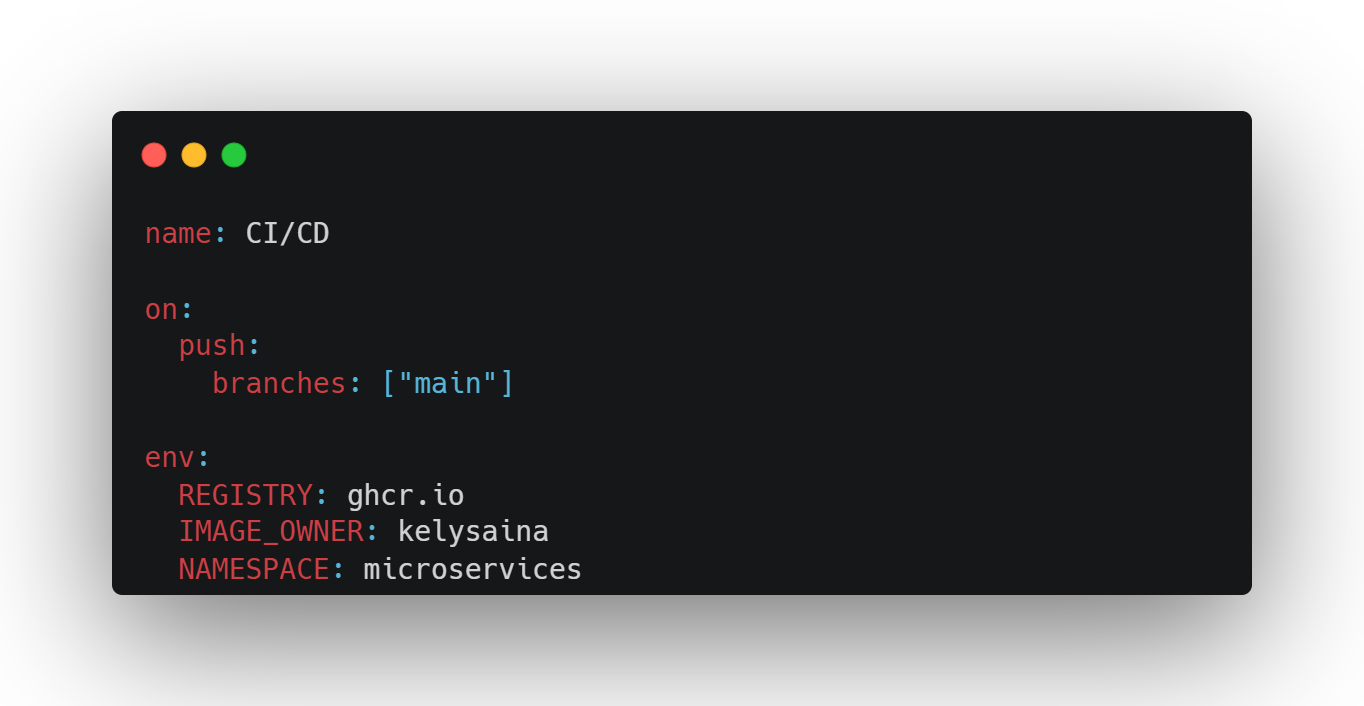 name: CI/CD
on:
  push:
    branches: ["main"]
env:
  REGISTRY: ghcr.io
  IMAGE_OWNER: kelysaina
  NAMESPACE: microservices